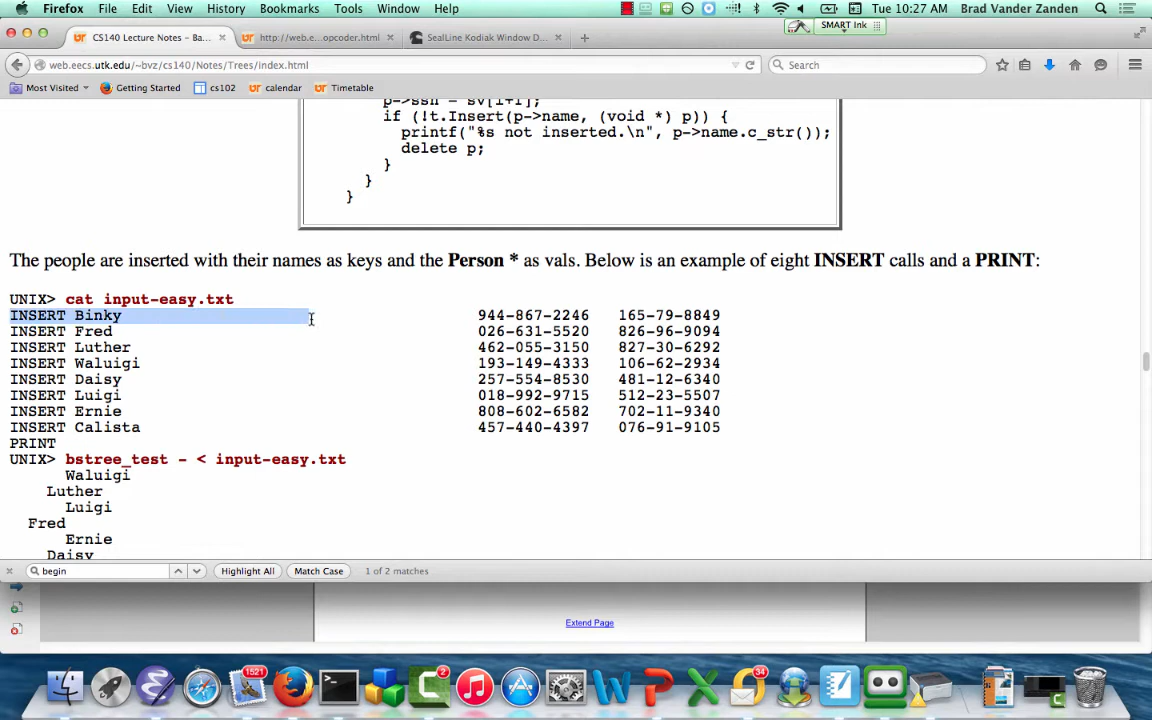 Firefox File Edit View History Bookmarks Tools Window Help Tue 10:27 AM Brad Vander Zanden
SMART Ink
CS140 Lecture Notes - Ba... http://web.e...opcoder.html SealLine Kodiak Window D...
web.eecs.utk.edu/~bvz/cs140/Notes/Trees/index.html Search
Most Visited Getting Started cs102 calendar Timetable
p->ssn = sv[i+1];
if (!t.Insert(p->name, (void *) p)) {
printf("%s not inserted.\n", p->name.c_str());
delete p;
}
}
}
The people are inserted with their names as keys and the Person * as vals. Below is an example of eight INSERT calls and a PRINT:
UNIX> cat input-easy.txt
INSERT Binky 944-867-2246 165-79-8849
INSERT Fred 026-631-5520 826-96-9094
INSERT Luther 462-055-3150 827-30-6292
INSERT Waluigi 193-149-4333 106-62-2934
INSERT Daisy 257-554-8530 481-12-6340
INSERT Luigi 018-992-9715 512-23-5507
INSERT Ernie 808-602-6582 702-11-9340
INSERT Calista 457-440-4397 076-91-9105
PRINT
UNIX> bstree_test - < input-easy.txt
Waluigi
Luther
Luigi
Fred
Ernie
Daisy
begin Highlight All Match Case 1 of 2 matches
Extend Page
1521 2 34